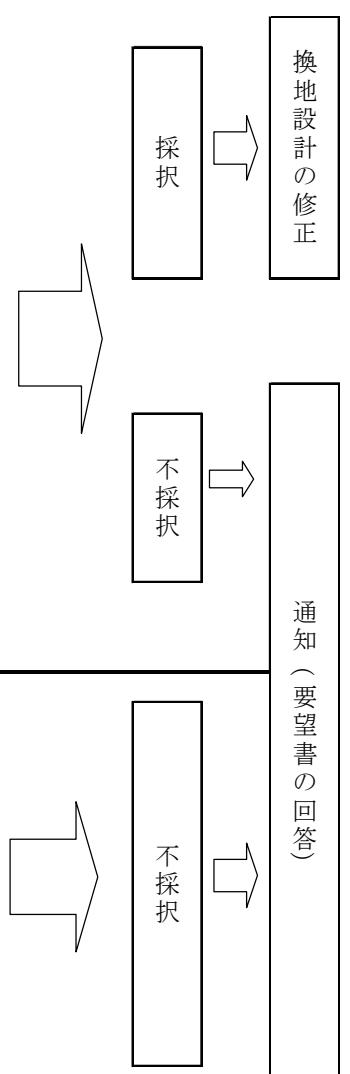 採択
換地設計の修正
不採択
通知（要望書の回答）
不採択